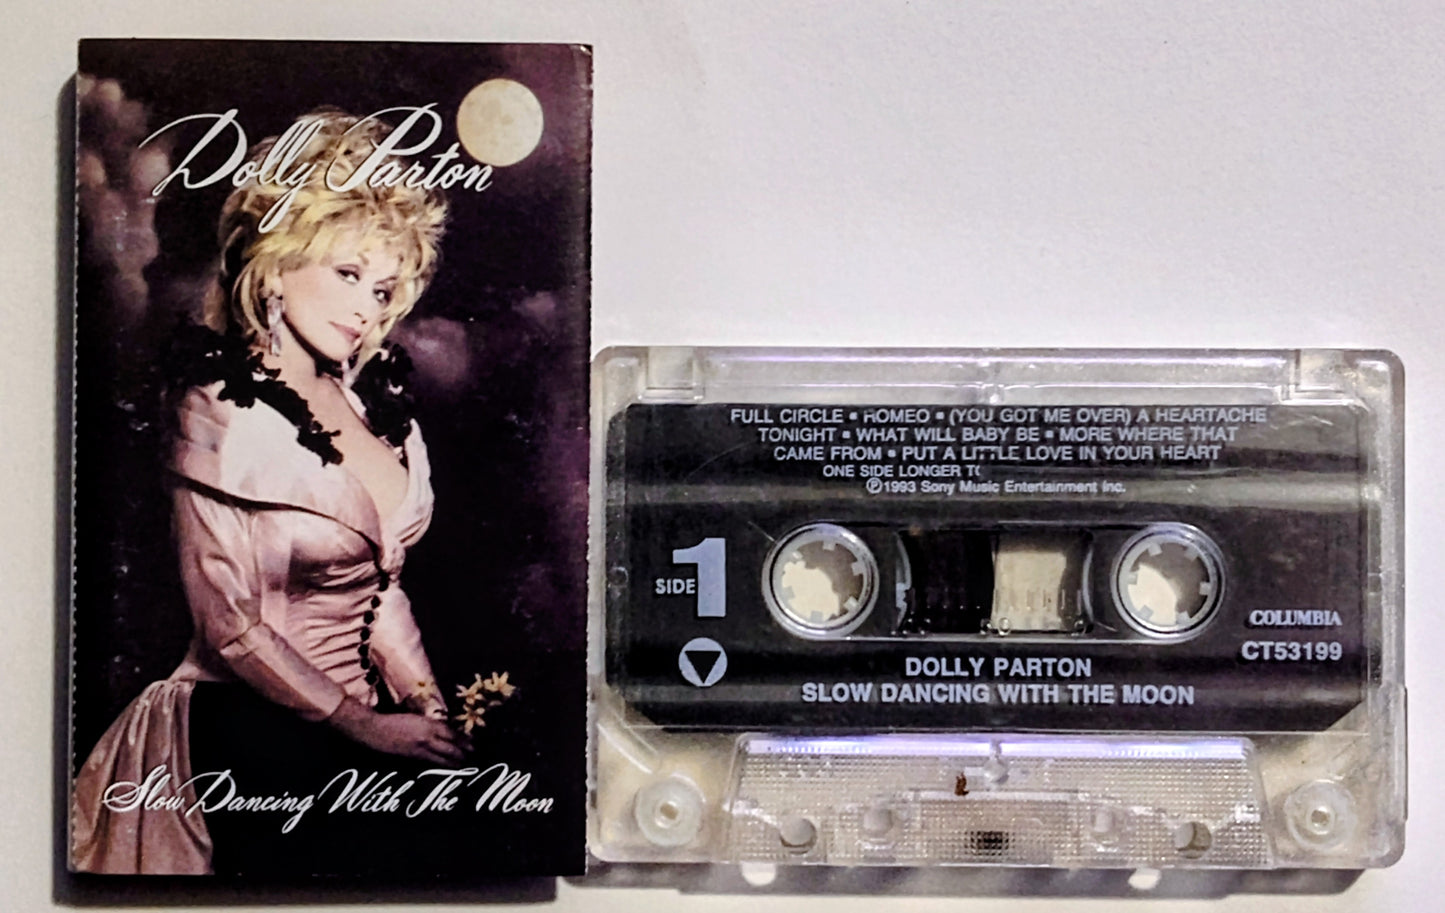 Dolly Parton
Slow Dancing With The Moon
FULL CIRCLE ▪ ROMEO ▪ (YOU GOT ME OVER) A HEARTACHE
TONIGHT ▪ WHAT WILL BABY BE ▪ MORE WHERE THAT
CAME FROM ▪ PUT A LITTLE LOVE IN YOUR HEART
ONE SIDE LONGER
℗1993 Sony Music Entertainment Inc.
SIDE 1
COLUMBIA
CT53199
DOLLY PARTON
SLOW DANCING WITH THE MOON